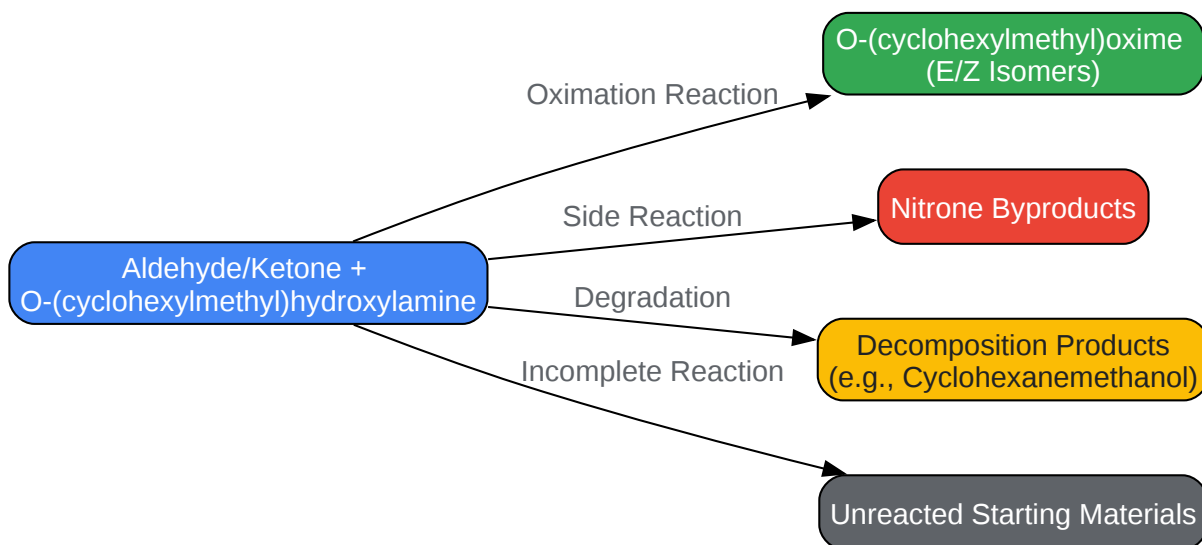 O-(cyclohexylmethyl)oxime
(E/Z Isomers)
Oximation Reaction
Nitrone Byproducts
Side Reaction
Aldehyde/Ketone +
O-(cyclohexylmethyl)hydroxylamine
Degradation
Decomposition Products
(e.g., Cyclohexanemethanol)
Incomplete Reaction
Unreacted Starting Materials